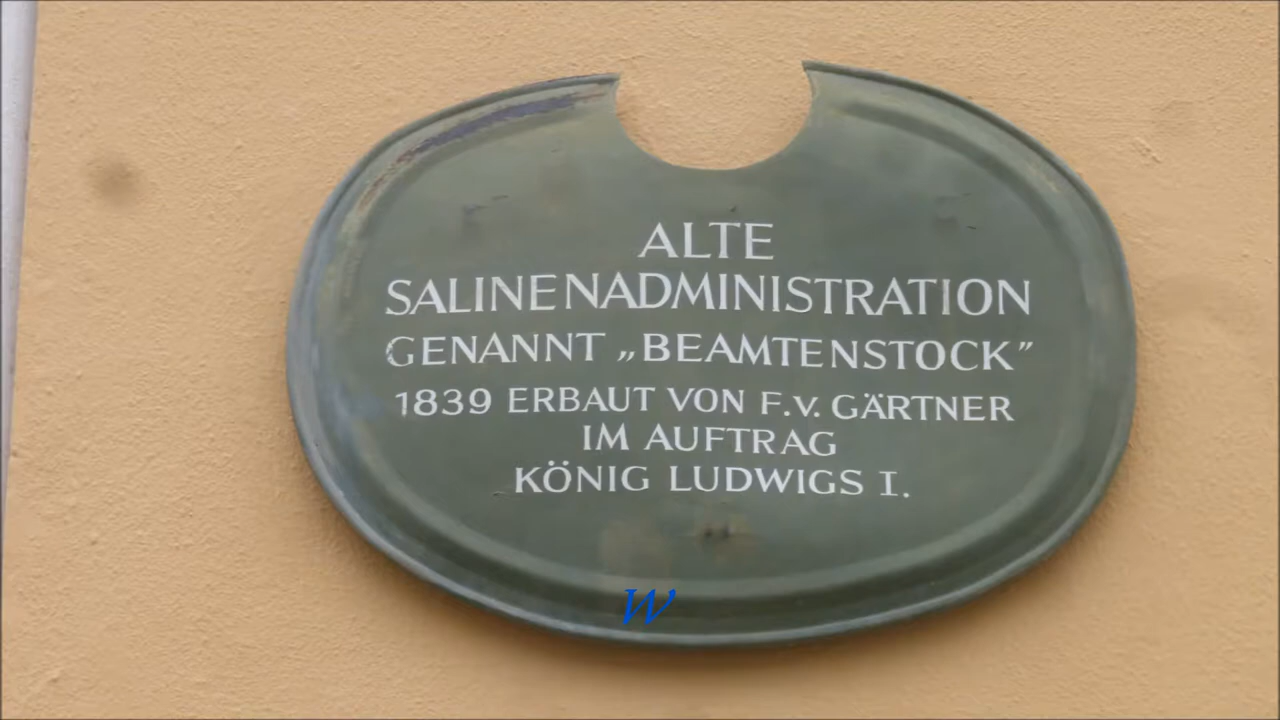 ALTE
SALINENADMINISTRATION
GENANNT „BEAMTENSTOCK”
1839 ERBAUT VON F.V. GÄRTNER
IM AUFTRAG
KÖNIG LUDWIGS I.
W